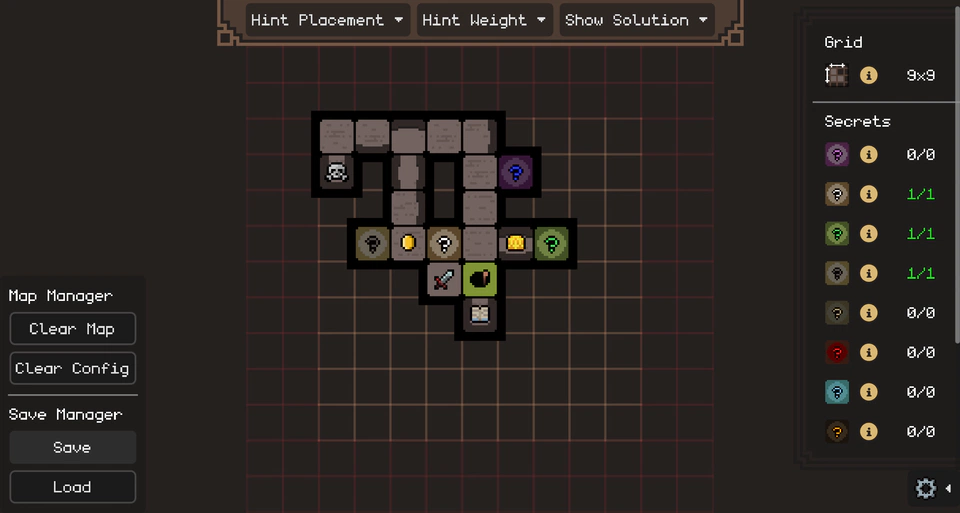 Hint Placement
Hint Weight
Show Solution
Grid
9x9
Secrets
0/0
1/1
1/1
1/1
0/0
0/0
0/0
0/0
Map Manager
Clear Map
Clear Config
Save Manager
Save
Load